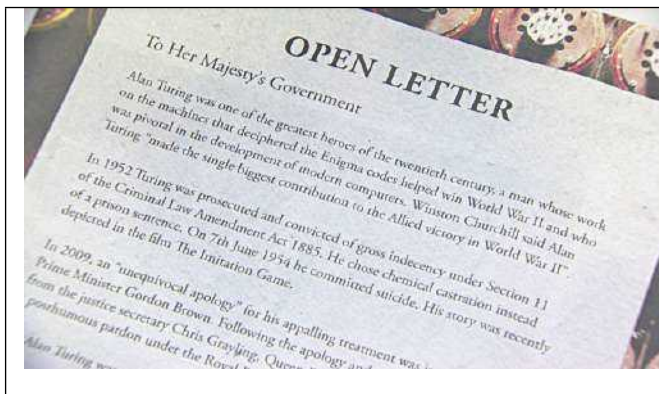 OPEN LETTER
To Her Majesty's Government
Alan Turing was one of the greatest heroes of the twentieth century, a man whose work
on the machines that deciphered the Enigma codes helped win World War II and who
was pivotal in the development of modern computers. Winston Churchill said Alan
Turing "made the single biggest contribution to the Allied victory in World War II".
In 1952 Turing was prosecuted and convicted of gross indecency under Section 11
of the Criminal Law Amendment Act 1885. He chose chemical castration instead
of a prison sentence. On 7th June 1954 he committed suicide. His story was recently
depicted in the film The Imitation Game.
In 2009, an "unequivocal apology" for his appalling treatment was
Prime Minister Gordon Brown. Following the apology and
from the justice secretary Chris Grayling, Queen
posthumous pardon under the Royal
Alan Turing was